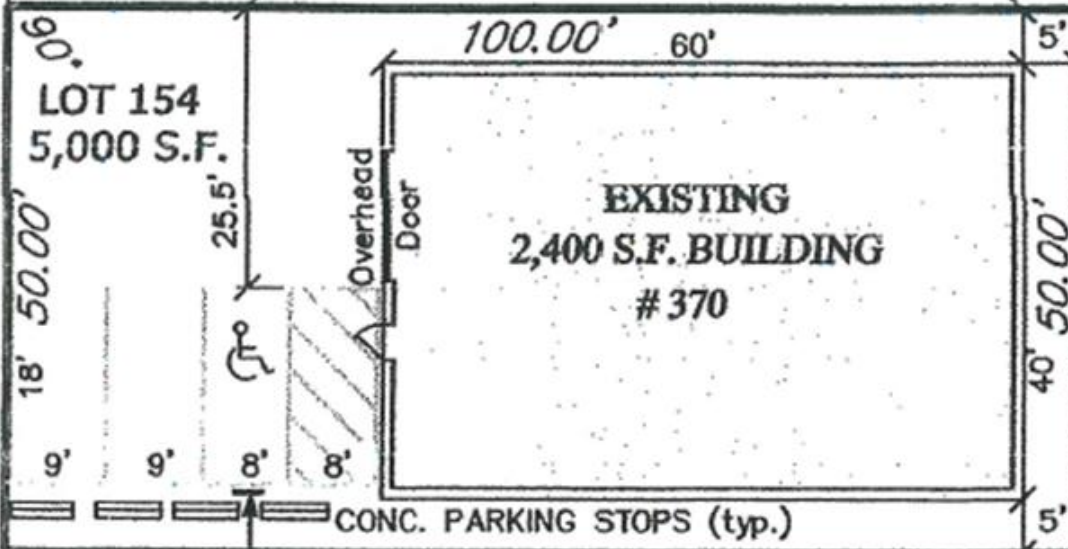 90°
100.00'
60'
5'
LOT 154
5,000 S.F.
50.00'
25.5'
Overhead
Door
EXISTING
2,400 S.F. BUILDING
# 370
50.00'
40'
18'
9'
9'
8'
8'
CONC. PARKING STOPS (typ.)
5'